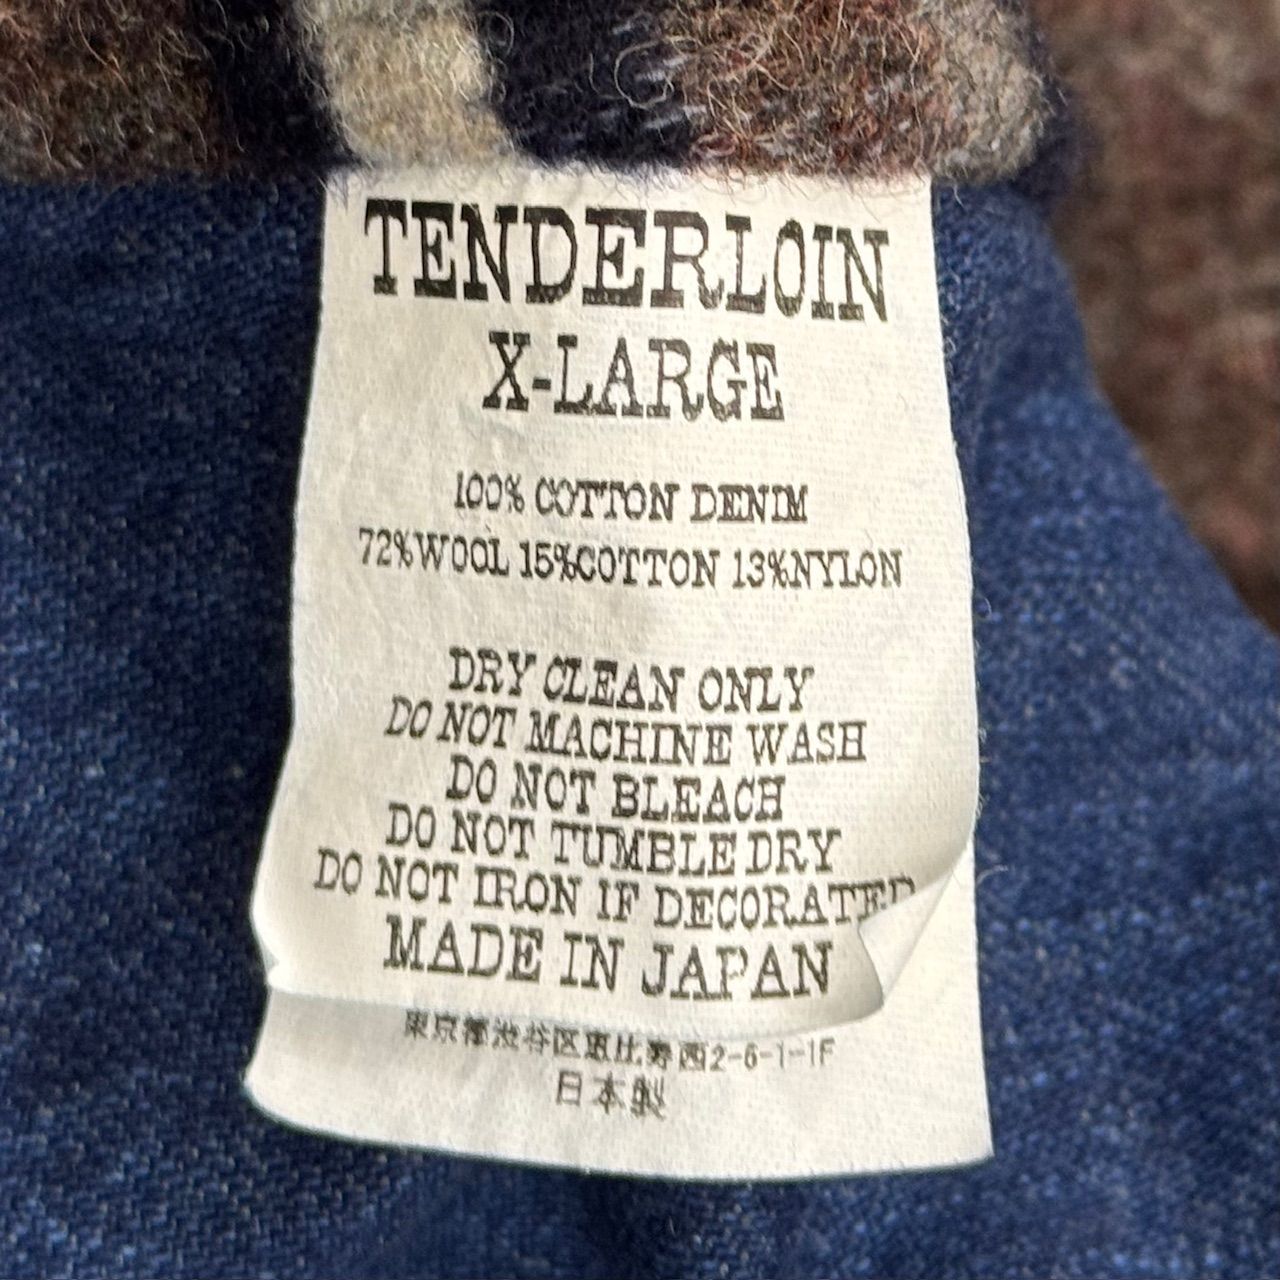 TENDERLOIN
X-LARGE
100% COTTON DENIM
72%WOOL 15%COTTON 13%NYLON
DRY CLEAN ONLY
DO NOT MACHINE WASH
DO NOT BLEACH
DO NOT TUMBLE DRY
DO NOT IRON IF DECORATED
MADE IN JAPAN
東京都渋谷区恵比寿西2-6-1-1F
日本製